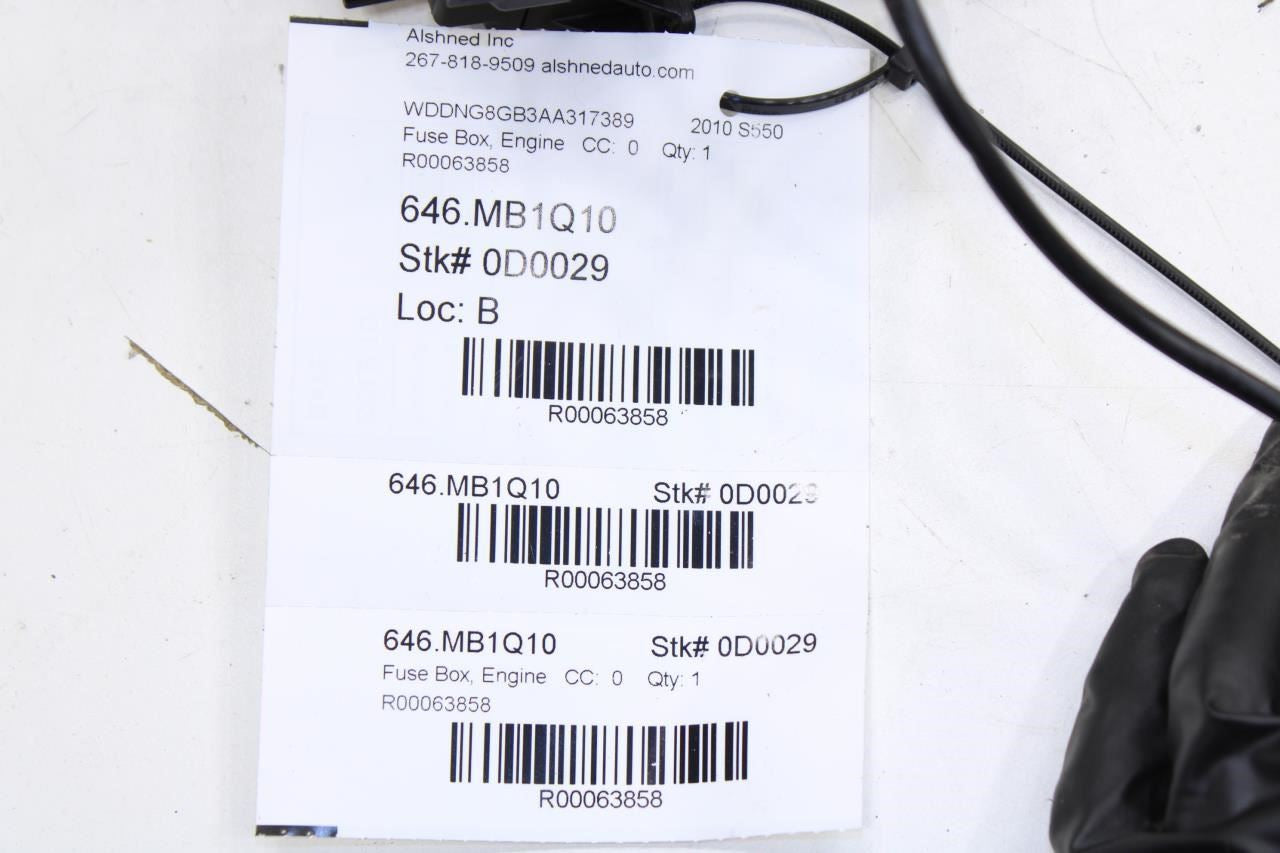 Alshned Inc
267-818-9509 alshnedauto.com
WDDNG8GB3AA317389 2010 S550
Fuse Box, Engine CC: 0 Qty: 1
R00063858
646.MB1Q10
Stk# 0D0029
Loc: B
R00063858
646.MB1Q10 Stk# 0D0029
R00063858
646.MB1Q10 Stk# 0D0029
Fuse Box, Engine CC: 0 Qty: 1
R00063858
R00063858